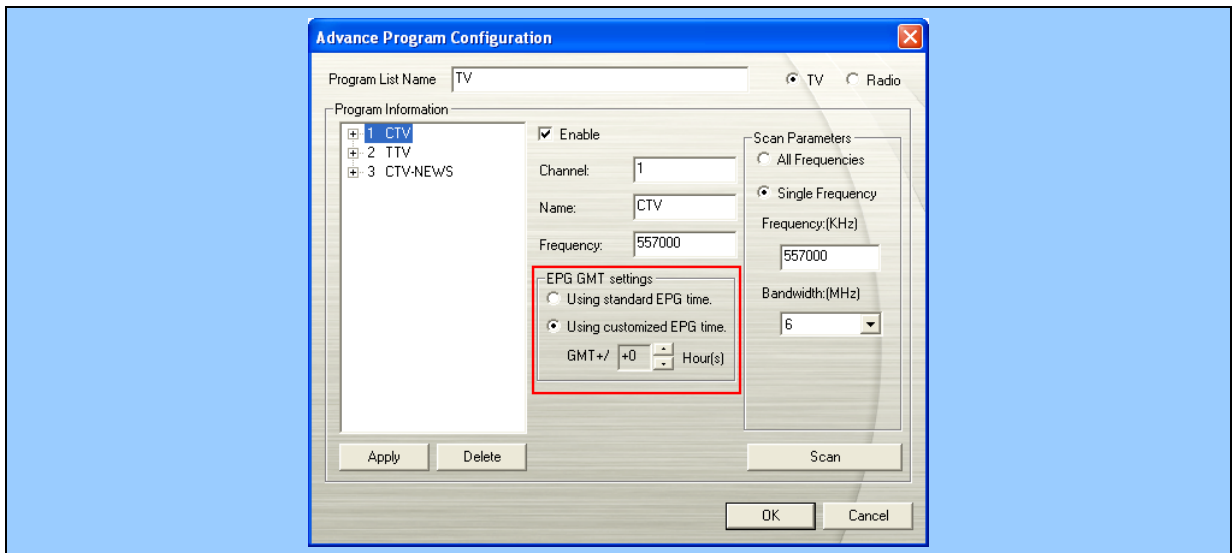 Advance Program Configuration
Program List Name TV
TV Radio
Program Information
1 CTV
2 TTV
3 CTV-NEWS
Enable
Channel: 1
Name: CTV
Frequency: 557000
EPG GMT settings
Using standard EPG time.
Using customized EPG time.
GMT+/ +0 Hour(s)
Scan Parameters
All Frequencies
Single Frequency
Frequency:(KHz)
557000
Bandwidth:(MHz)
6
Apply Delete
Scan
OK Cancel